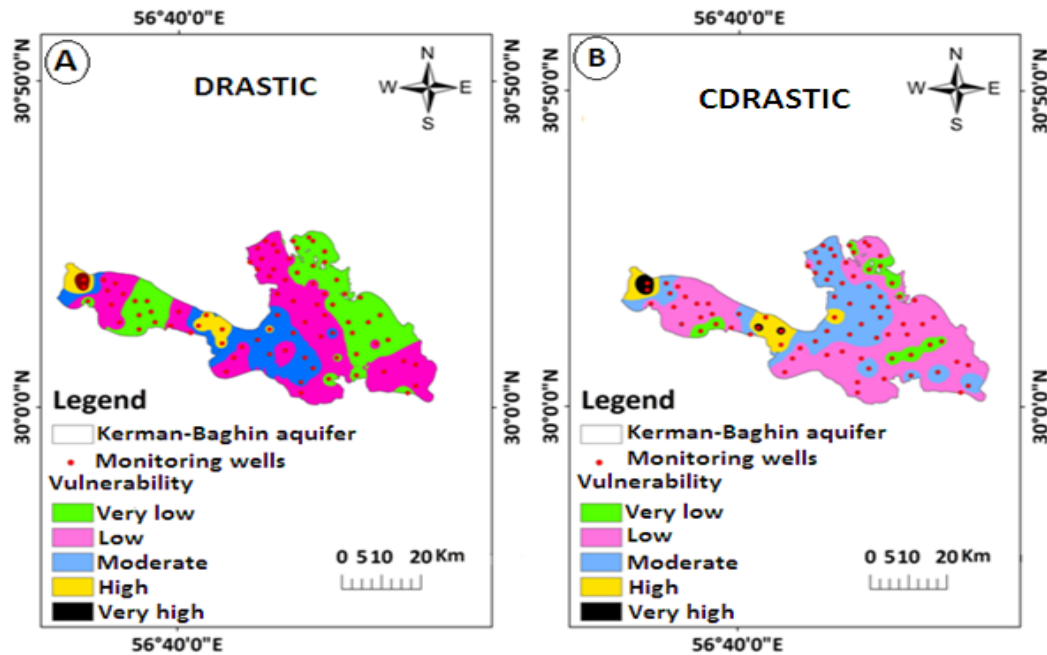 56°40'0"E
A
DRASTIC
N
W E
S
30°50'0"N
30°50'0"N
30°0'0"N
30°0'0"N
Legend
Kerman-Baghin aquifer
Monitoring wells
Vulnerability
Very low
Low
Moderate
High
Very high
0 510 20 Km
56°40'0"E
56°40'0"E
B
CDRASTIC
N
W E
S
30°50'0"N
30°50'0"N
30°0'0"N
30°0'0"N
Legend
Kerman-Baghin aquifer
Monitoring wells
Vulnerability
Very low
Low
Moderate
High
Very high
0 510 20 Km
56°40'0"E